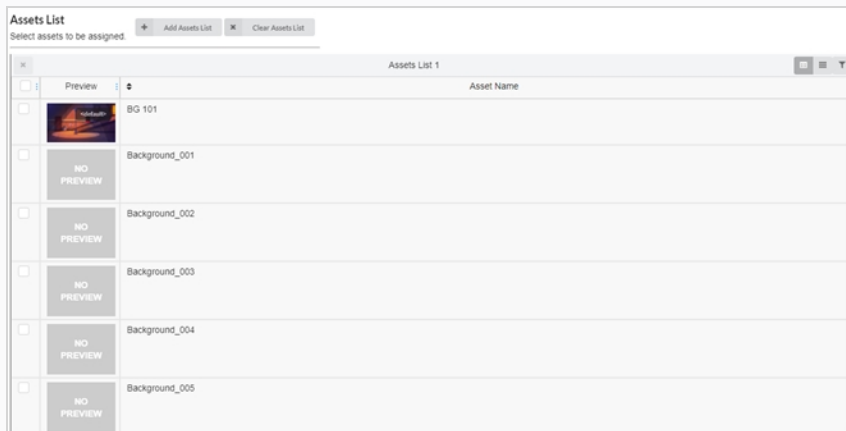 Assets List
Select assets to be assigned.
Add Assets List
Clear Assets List
Assets List 1
Preview
Asset Name
<default>
BG 101
NO
PREVIEW
Background_001
NO
PREVIEW
Background_002
NO
PREVIEW
Background_003
NO
PREVIEW
Background_004
NO
PREVIEW
Background_005